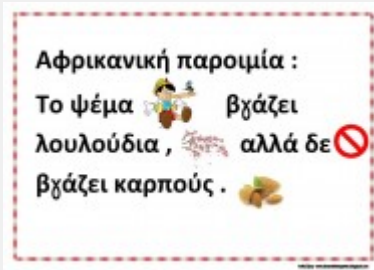 Αφρικανική παροιμία :
Το ψέμα βγάζει
λουλούδια , αλλά δε
βγάζει καρπούς .